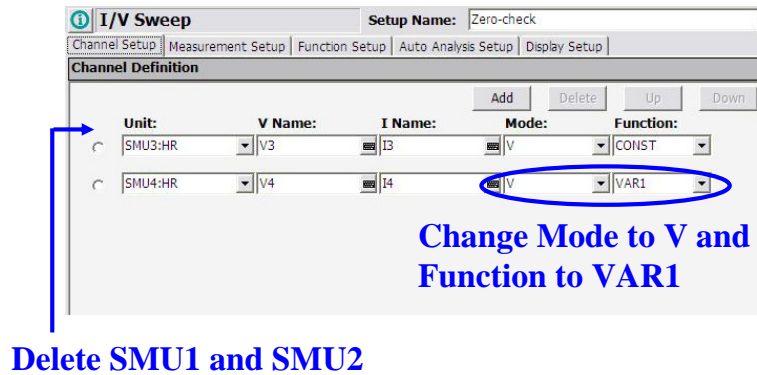 I/V Sweep Setup Name: Zero-check
Channel Setup Measurement Setup Function Setup Auto Analysis Setup Display Setup
Channel Definition
Add Delete Up Down
Unit: V Name: I Name: Mode: Function:
SMU3:HR V3 I3 V CONST
SMU4:HR V4 I4 V VAR1
Change Mode to V and
Function to VAR1
Delete SMU1 and SMU2